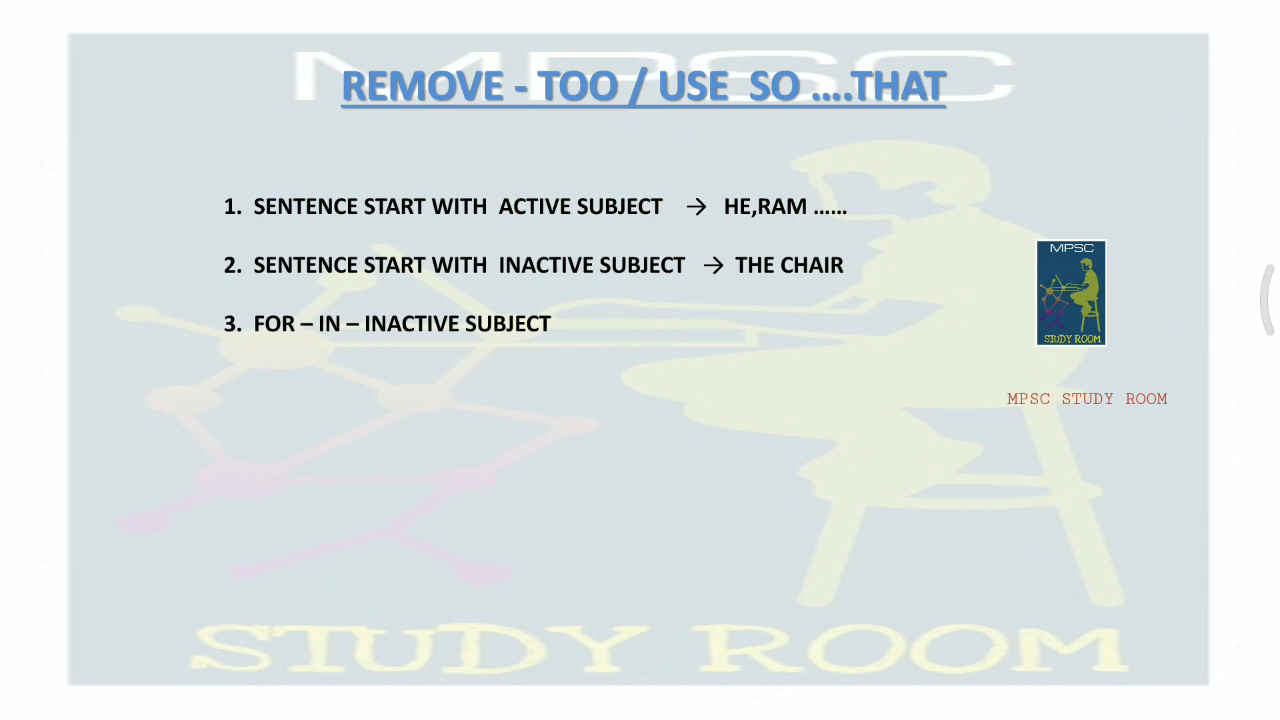 MPSC
REMOVE - TOO / USE SO ....THAT
1. SENTENCE START WITH ACTIVE SUBJECT → HE,RAM ......
2. SENTENCE START WITH INACTIVE SUBJECT → THE CHAIR
3. FOR – IN – INACTIVE SUBJECT
MPSC
STUDY ROOM
MPSC STUDY ROOM
STUDY ROOM